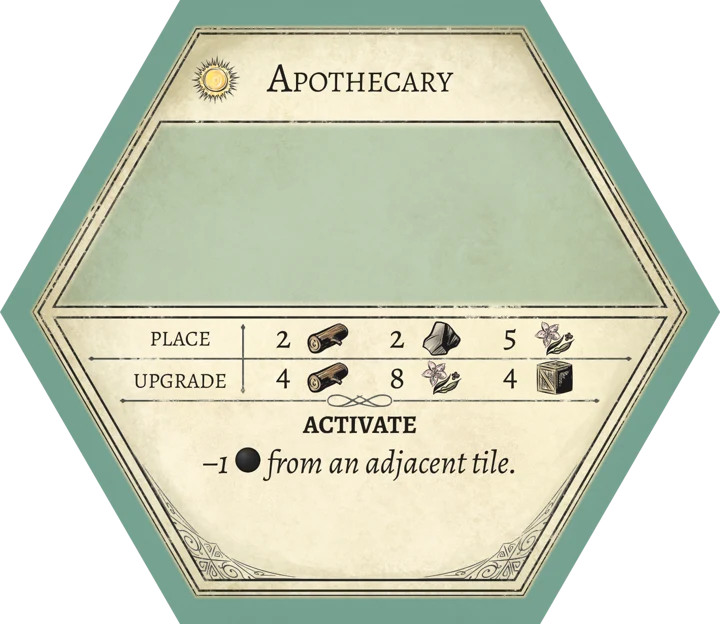 APOTHECARY
PLACE 2 2 5
UPGRADE 4 8 4
ACTIVATE
–1 from an adjacent tile.